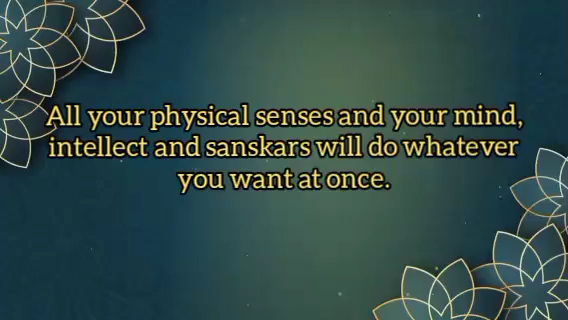 All your physical senses and your mind,
intellect and sanskars will do whatever
you want at once.